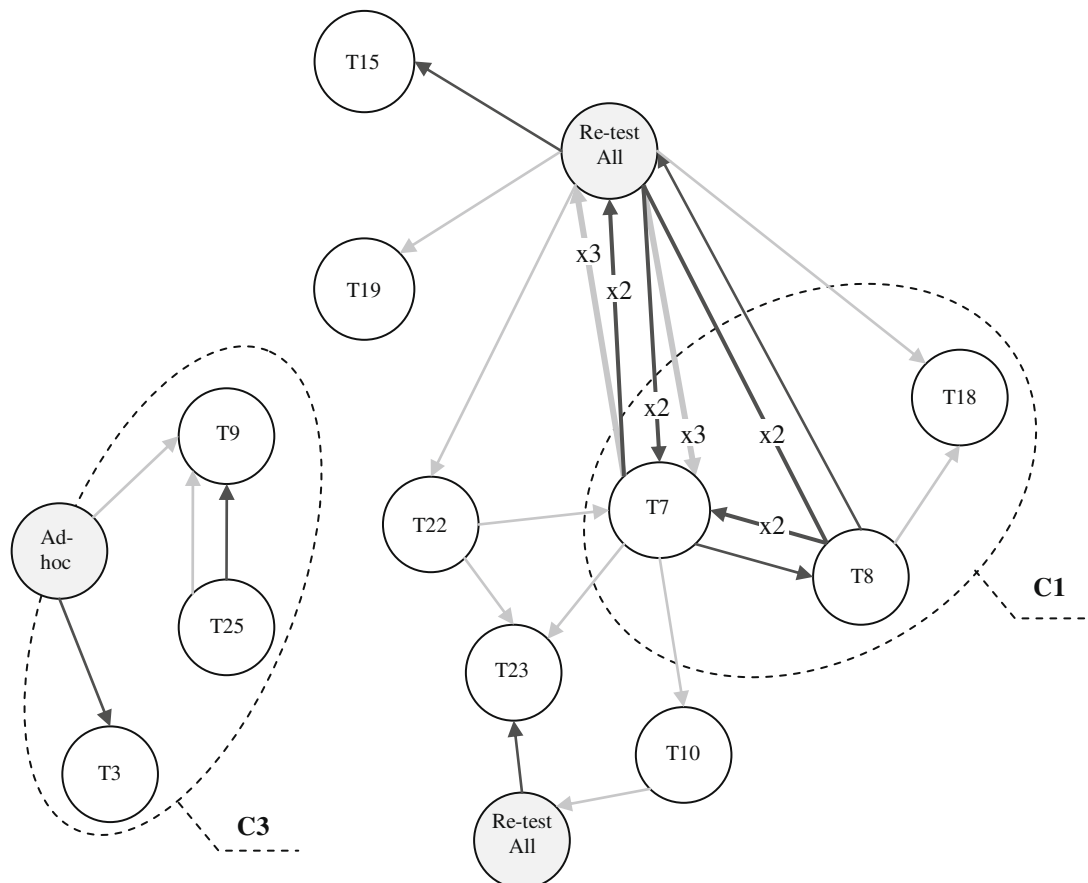 T15
Re-test
All
x3
x2
T19
T18
x2
x3
x2
T9
T22
T7
x2
Ad-
hoc
T8
C1
T25
T23
T10
T3
C3
Re-test
All